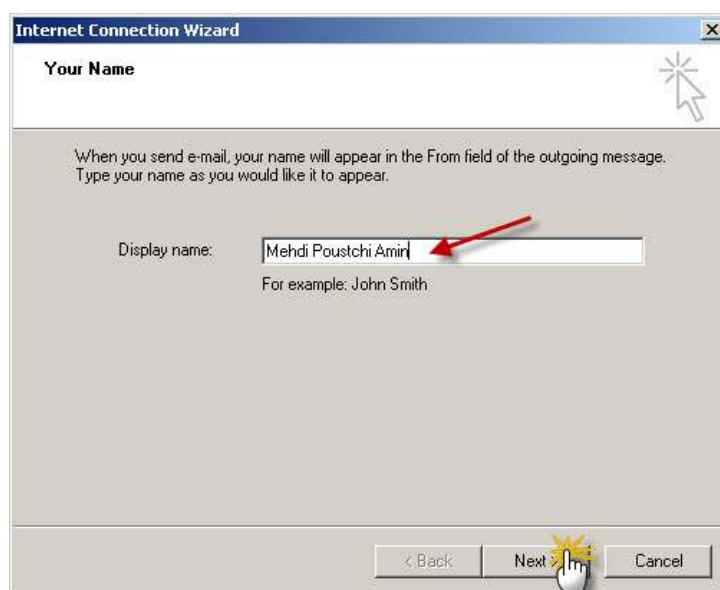 Internet Connection Wizard
Your Name
When you send e-mail, your name will appear in the From field of the outgoing message.
Type your name as you would like it to appear.
Display name: Mehdi Poustchi Amin
For example: John Smith
< Back Next > Cancel